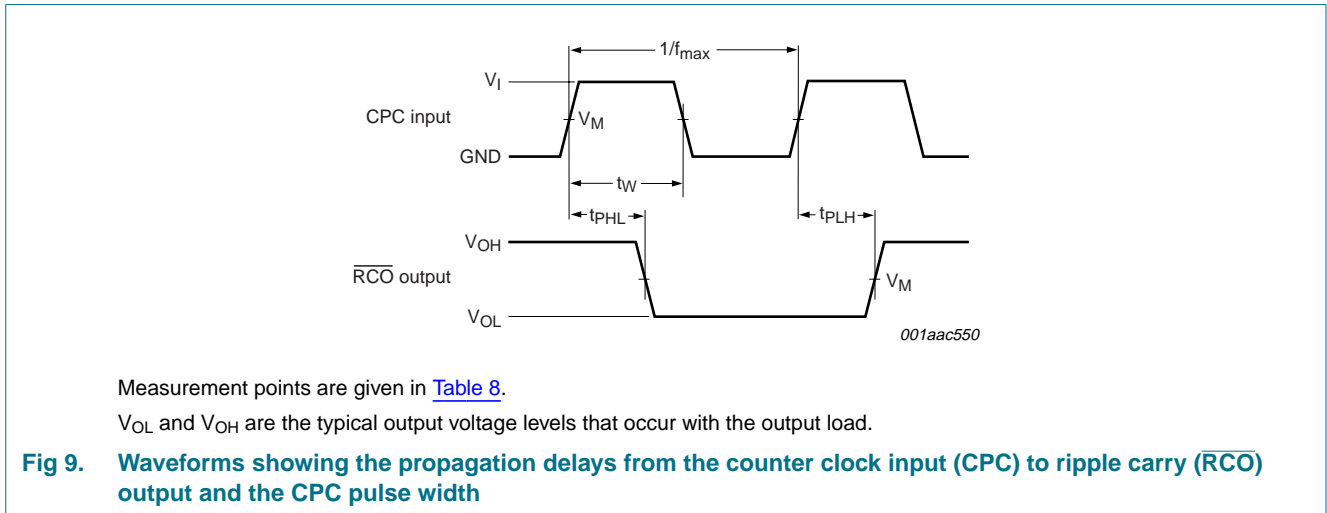 1/fmax
VI
CPC input
VM
GND
tW
tPHL
tPLH
VOH
RCO output
VM
VOL
001aac550
Measurement points are given in Table 8.
VOL and VOH are the typical output voltage levels that occur with the output load.
Fig 9. Waveforms showing the propagation delays from the counter clock input (CPC) to ripple carry (RCO)
output and the CPC pulse width